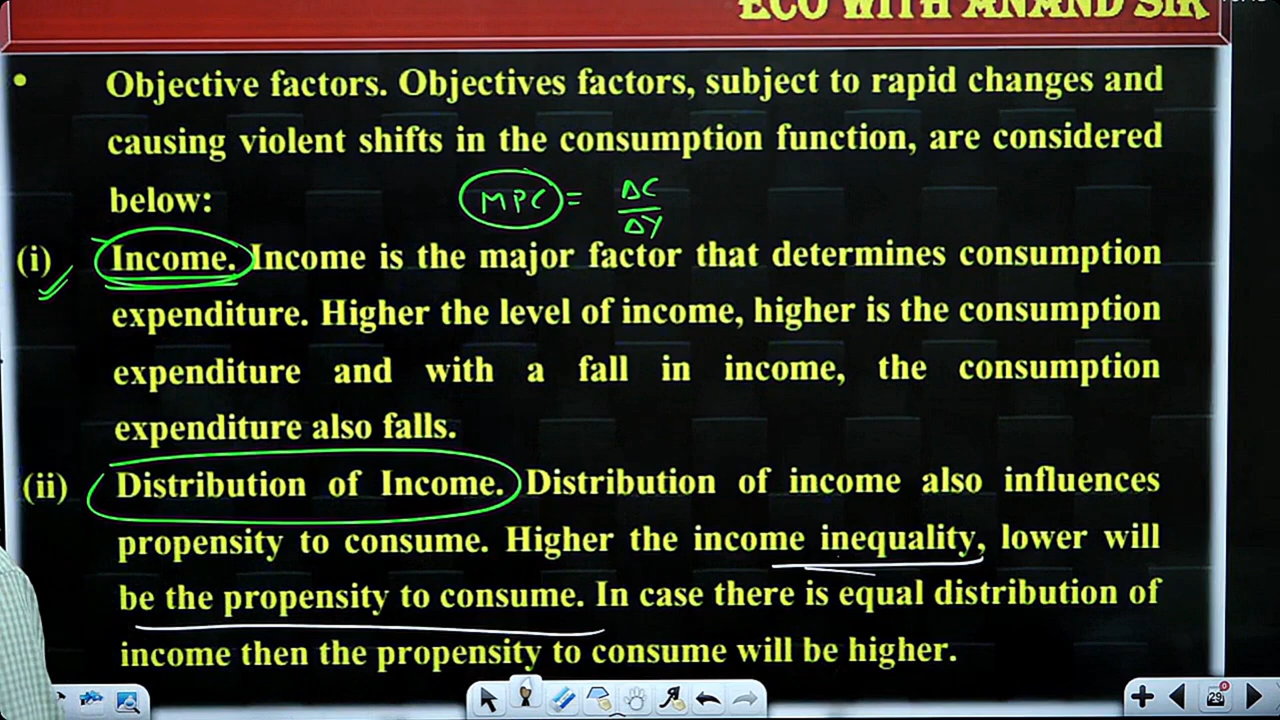 ECO WITH ANAND SIR
• Objective factors. Objectives factors, subject to rapid changes and
causing violent shifts in the consumption function, are considered
below: MPC = ΔC/ΔY
(i) Income. Income is the major factor that determines consumption
expenditure. Higher the level of income, higher is the consumption
expenditure and with a fall in income, the consumption
expenditure also falls.
(ii) Distribution of Income. Distribution of income also influences
propensity to consume. Higher the income inequality, lower will
be the propensity to consume. In case there is equal distribution of
income then the propensity to consume will be higher.
29